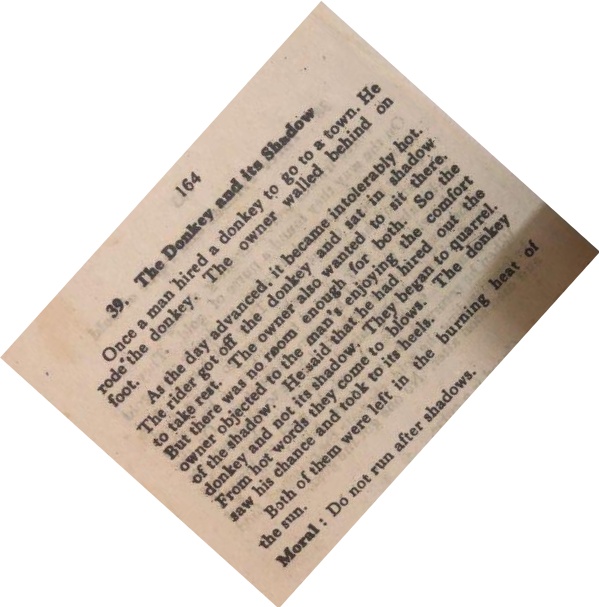 164
39. The Donkey and its Shadow
Once a man hired a donkey to go to a town. He
rode the donkey. The owner walled behind on
foot.
As the day advanced, it became intolerably hot.
The rider got off the donkey and sat in shadow
to take rest. The owner also wanted to sit there.
But there was no room enough for both. So the
owner objected to the man's enjoying the comfort
of the shadow. He said that he had hired out the
donkey and not its shadow. They began to quarrel.
From hot words they come to blows. The donkey
saw his chance and took to its heels.
Both of them were left in the burning heat of
the sun.
Moral : Do not run after shadows.